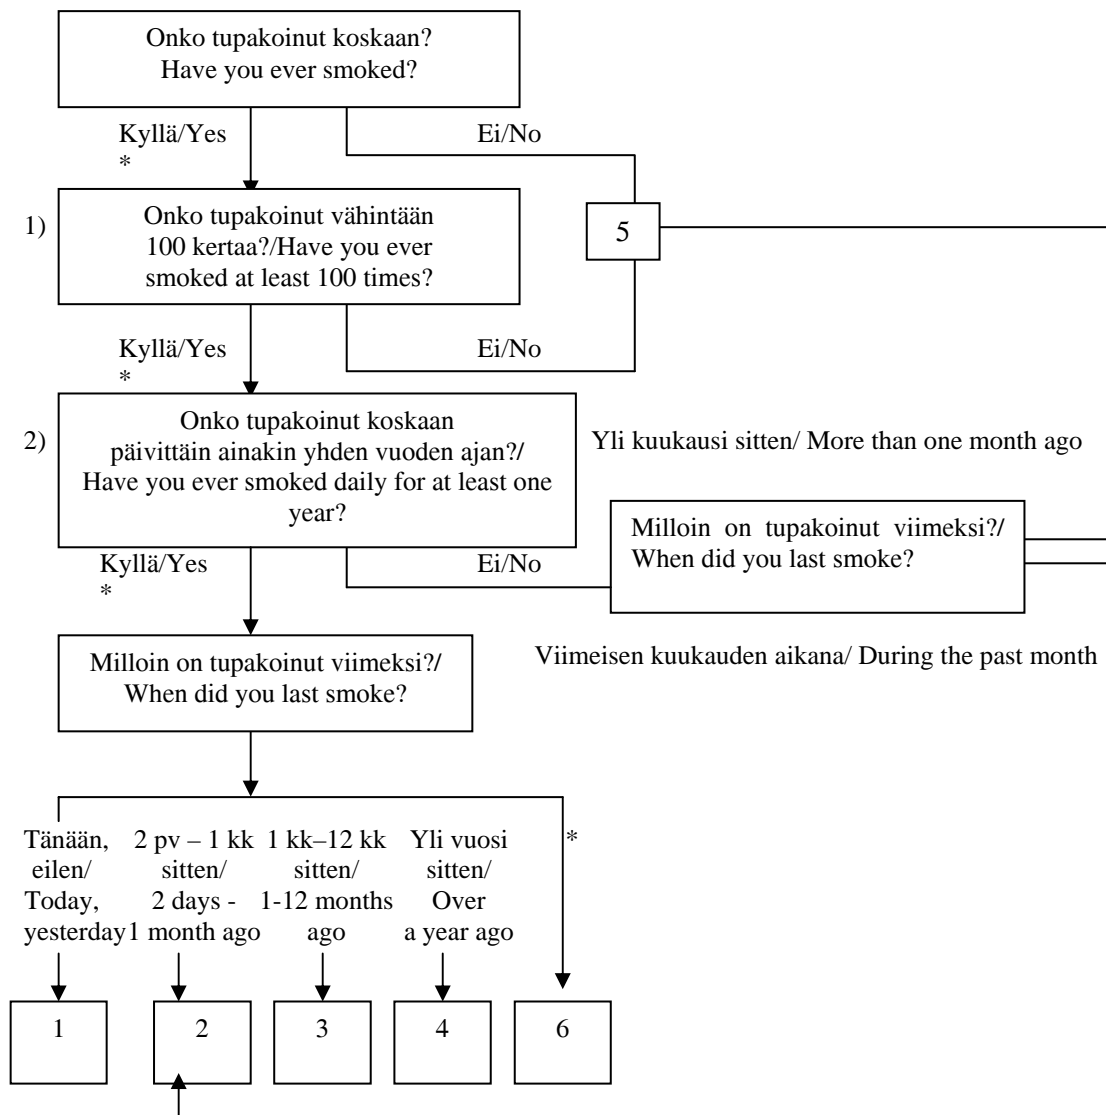 Onko tupakoinut koskaan?
Have you ever smoked?
Kyllä/Yes
*
Ei/No
1)
Onko tupakoinut vähintään
100 kertaa?/Have you ever
smoked at least 100 times?
5
Kyllä/Yes
*
Ei/No
2)
Onko tupakoinut koskaan
päivittäin ainakin yhden vuoden ajan?/
Have you ever smoked daily for at least one
year?
Yli kuukausi sitten/ More than one month ago
Milloin on tupakoinut viimeksi?/
When did you last smoke?
Kyllä/Yes
*
Ei/No
Viimeisen kuukauden aikana/ During the past month
Milloin on tupakoinut viimeksi?/
When did you last smoke?
Tänään,
eilen/
Today,
yesterday
2 pv – 1 kk
sitten/
2 days -
1 month ago
1 kk–12 kk
sitten/
1-12 months
ago
Yli vuosi
sitten/
Over
a year ago
*
1
2
3
4
6